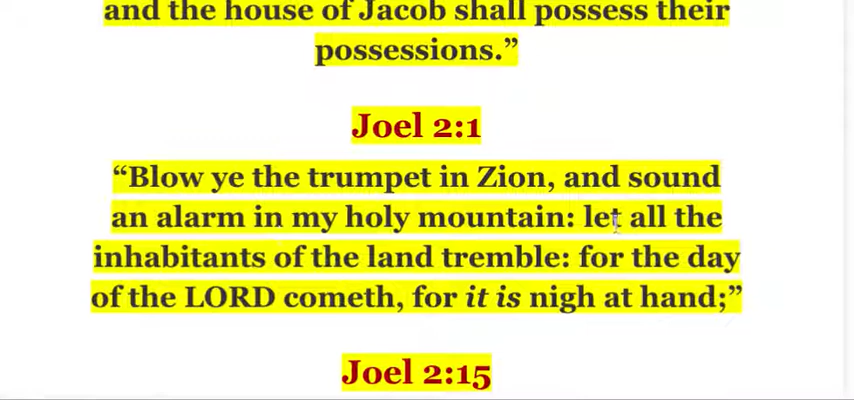 and the house of Jacob shall possess their
possessions.”
Joel 2:1
“Blow ye the trumpet in Zion, and sound
an alarm in my holy mountain: let all the
inhabitants of the land tremble: for the day
of the LORD cometh, for it is nigh at hand;”
Joel 2:15